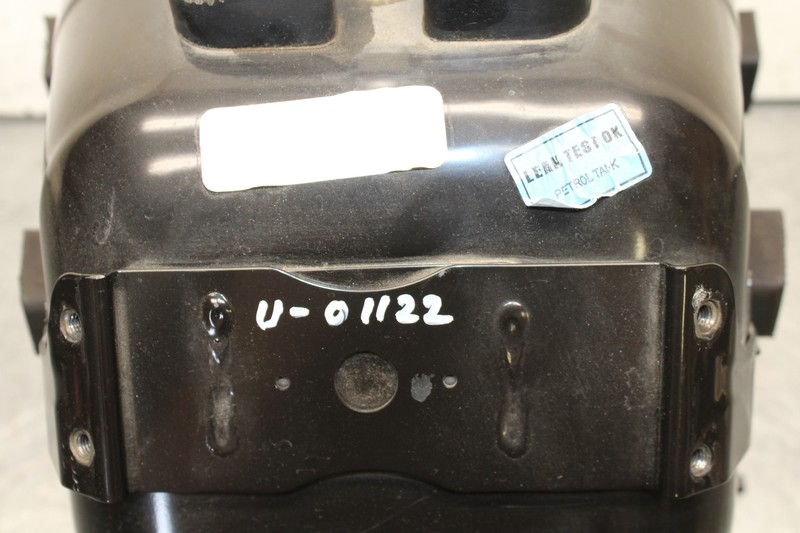 LEAK TEST OK
PETROL TANK
U-01122